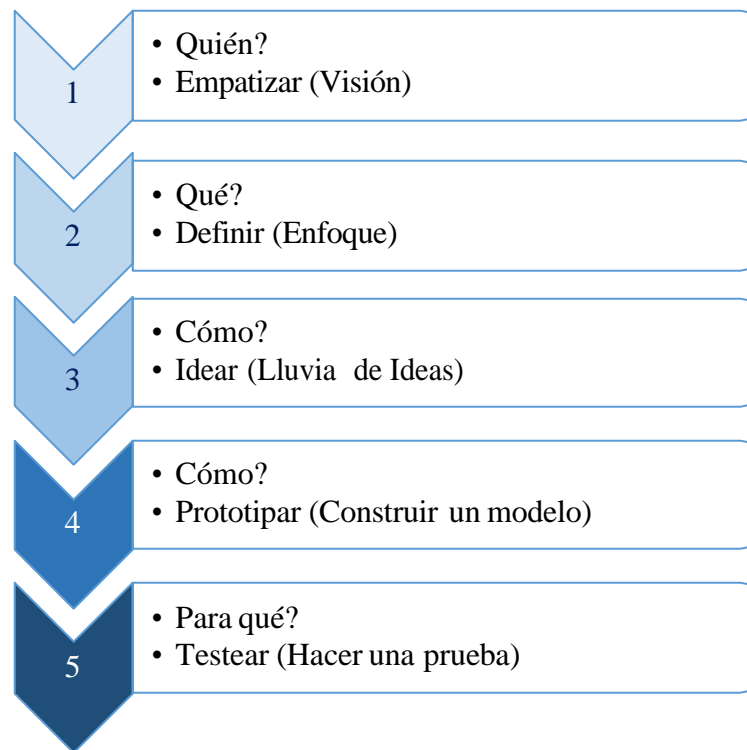 1
• Quién?
• Empatizar (Visión)
2
• Qué?
• Definir (Enfoque)
3
• Cómo?
• Idear (Lluvia de Ideas)
4
• Cómo?
• Prototipar (Construir un modelo)
5
• Para qué?
• Testear (Hacer una prueba)